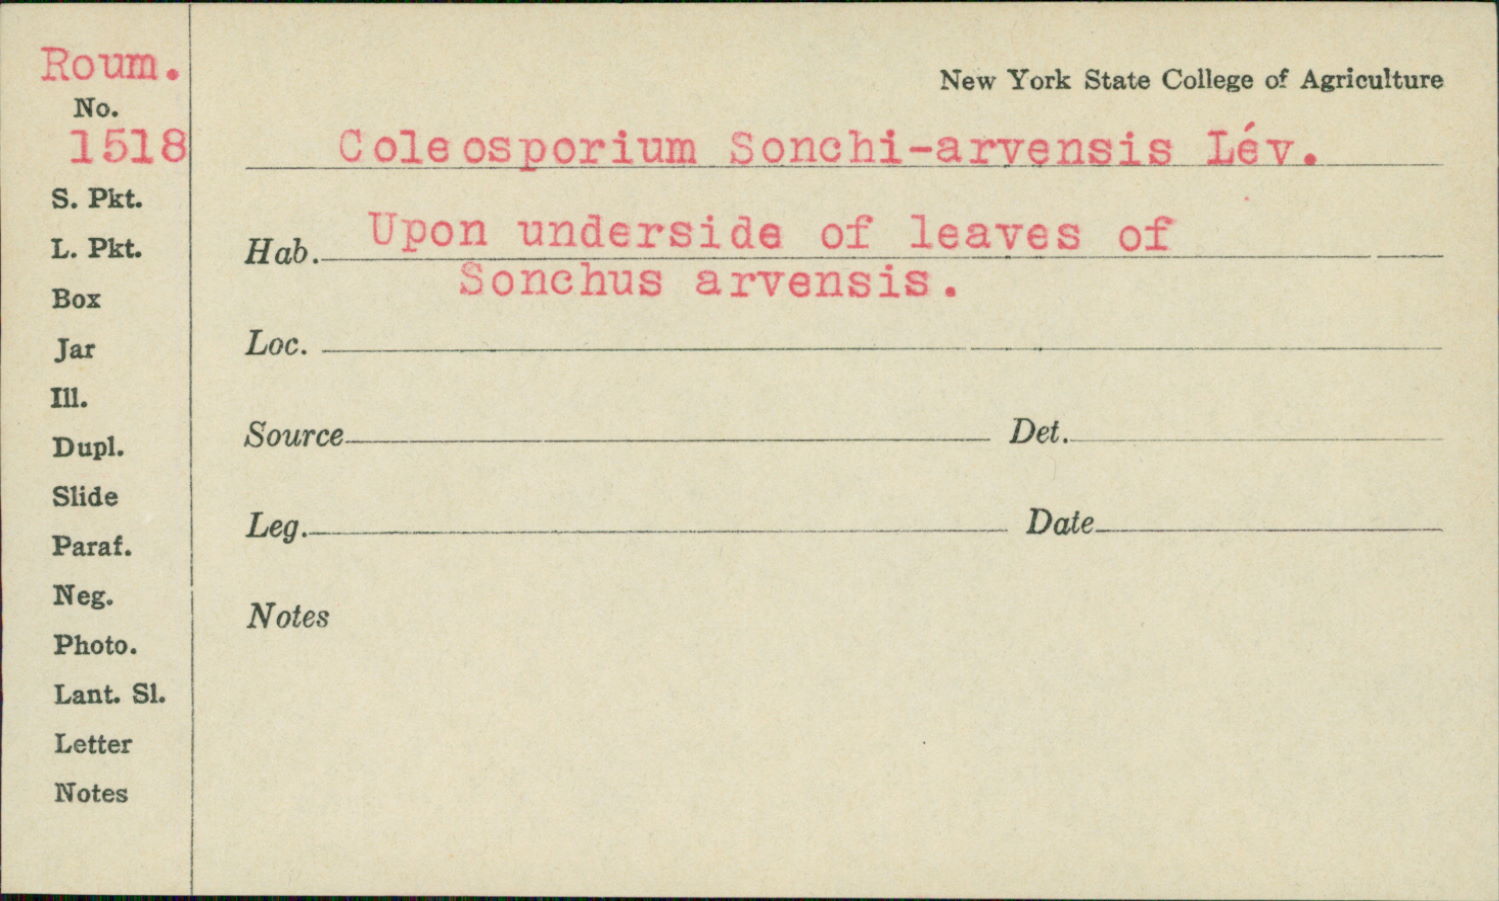 Roum.
No.
1518
S. Pkt.
L. Pkt.
Box
Jar
Ill.
Dupl.
Slide
Paraf.
Neg.
Photo.
Lant. Sl.
Letter
Notes
New York State College of Agriculture
Coleosporium Sonchi-arvensis Lév.
Hab. Upon underside of leaves of
Sonchus arvensis.
Loc.
Source Det.
Leg. Date
Notes